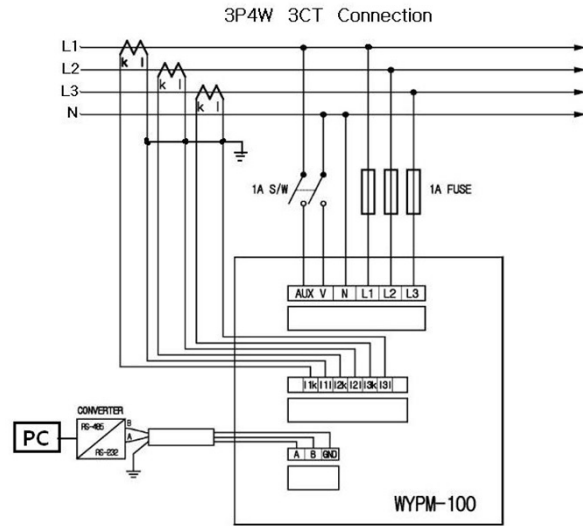 3P4W 3CT Connection
L1
k l
L2
k l
L3
k l
N
1A S/W
1A FUSE
AUX V N L1 L2 L3
I1k I1l I2k I2l I3k I3l
CONVERTER
RS-485
RS-232
B
A
PC
A B GND
WYPM-100